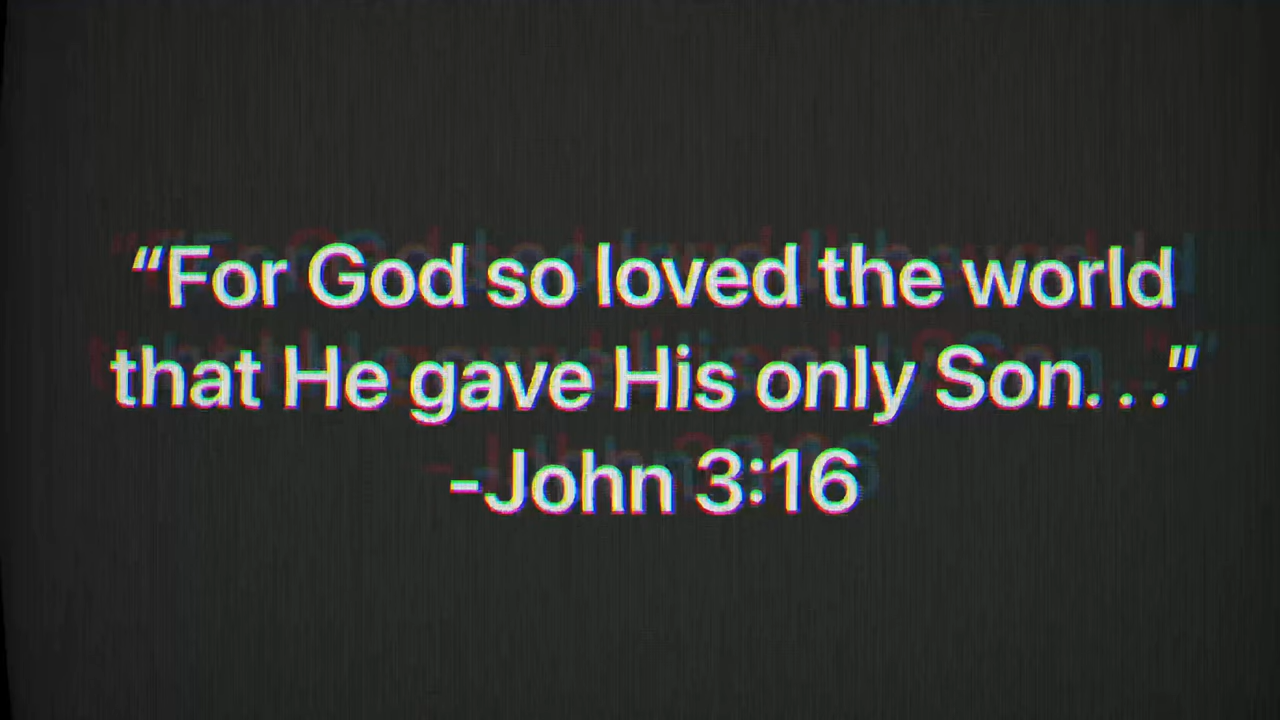 “For God so loved the world
that He gave His only Son. . .”
-John 3:16